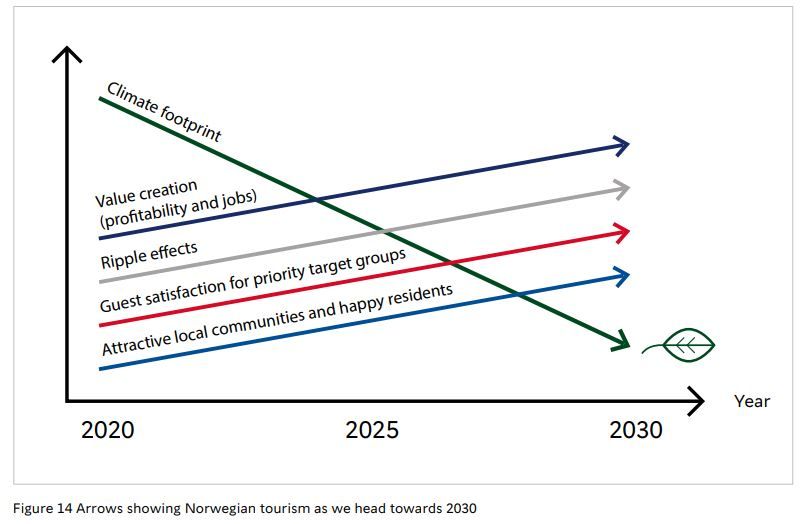 Climate footprint
Value creation
(profitability and jobs)
Ripple effects
Guest satisfaction for priority target groups
Attractive local communities and happy residents
Year
2020
2025
2030
Figure 14 Arrows showing Norwegian tourism as we head towards 2030